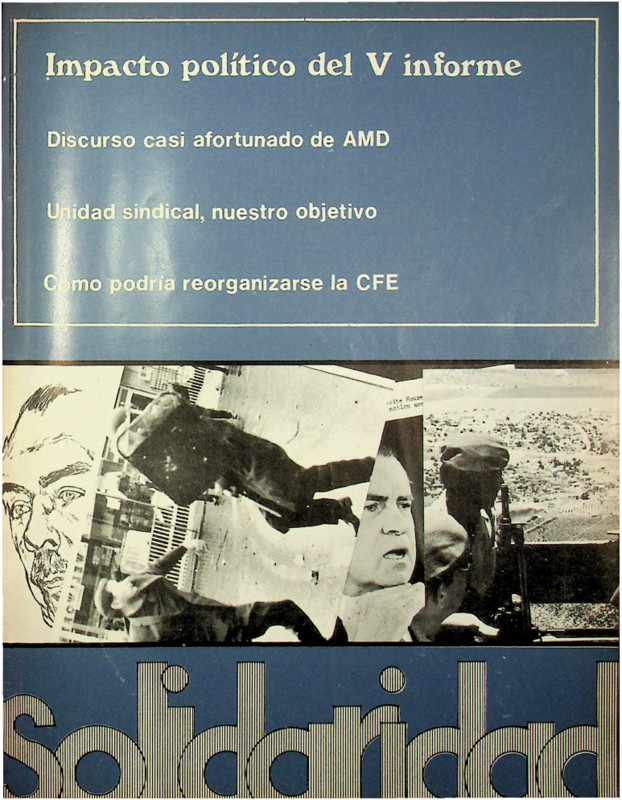 Impacto político del V informe
Discurso casi afortunado de AMD
Unidad sindical, nuestro objetivo
Como podría reorganizarse la CFE
Solidaridad